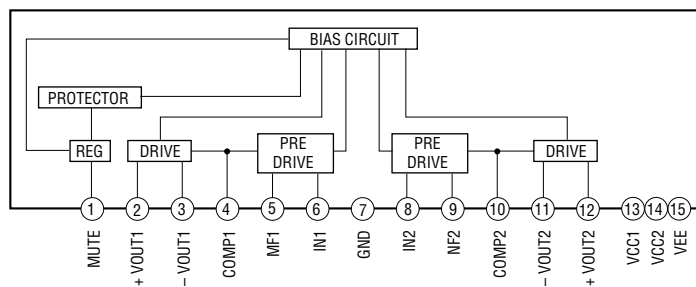 BIAS CIRCUIT
PROTECTOR
REG
DRIVE
PRE
DRIVE
PRE
DRIVE
DRIVE
1
2
3
4
5
6
7
8
9
10
11
12
13
14
15
MUTE
+ VOUT1
– VOUT1
COMP1
MF1
IN1
GND
IN2
NF2
COMP2
– VOUT2
+ VOUT2
VCC1
VCC2
VEE